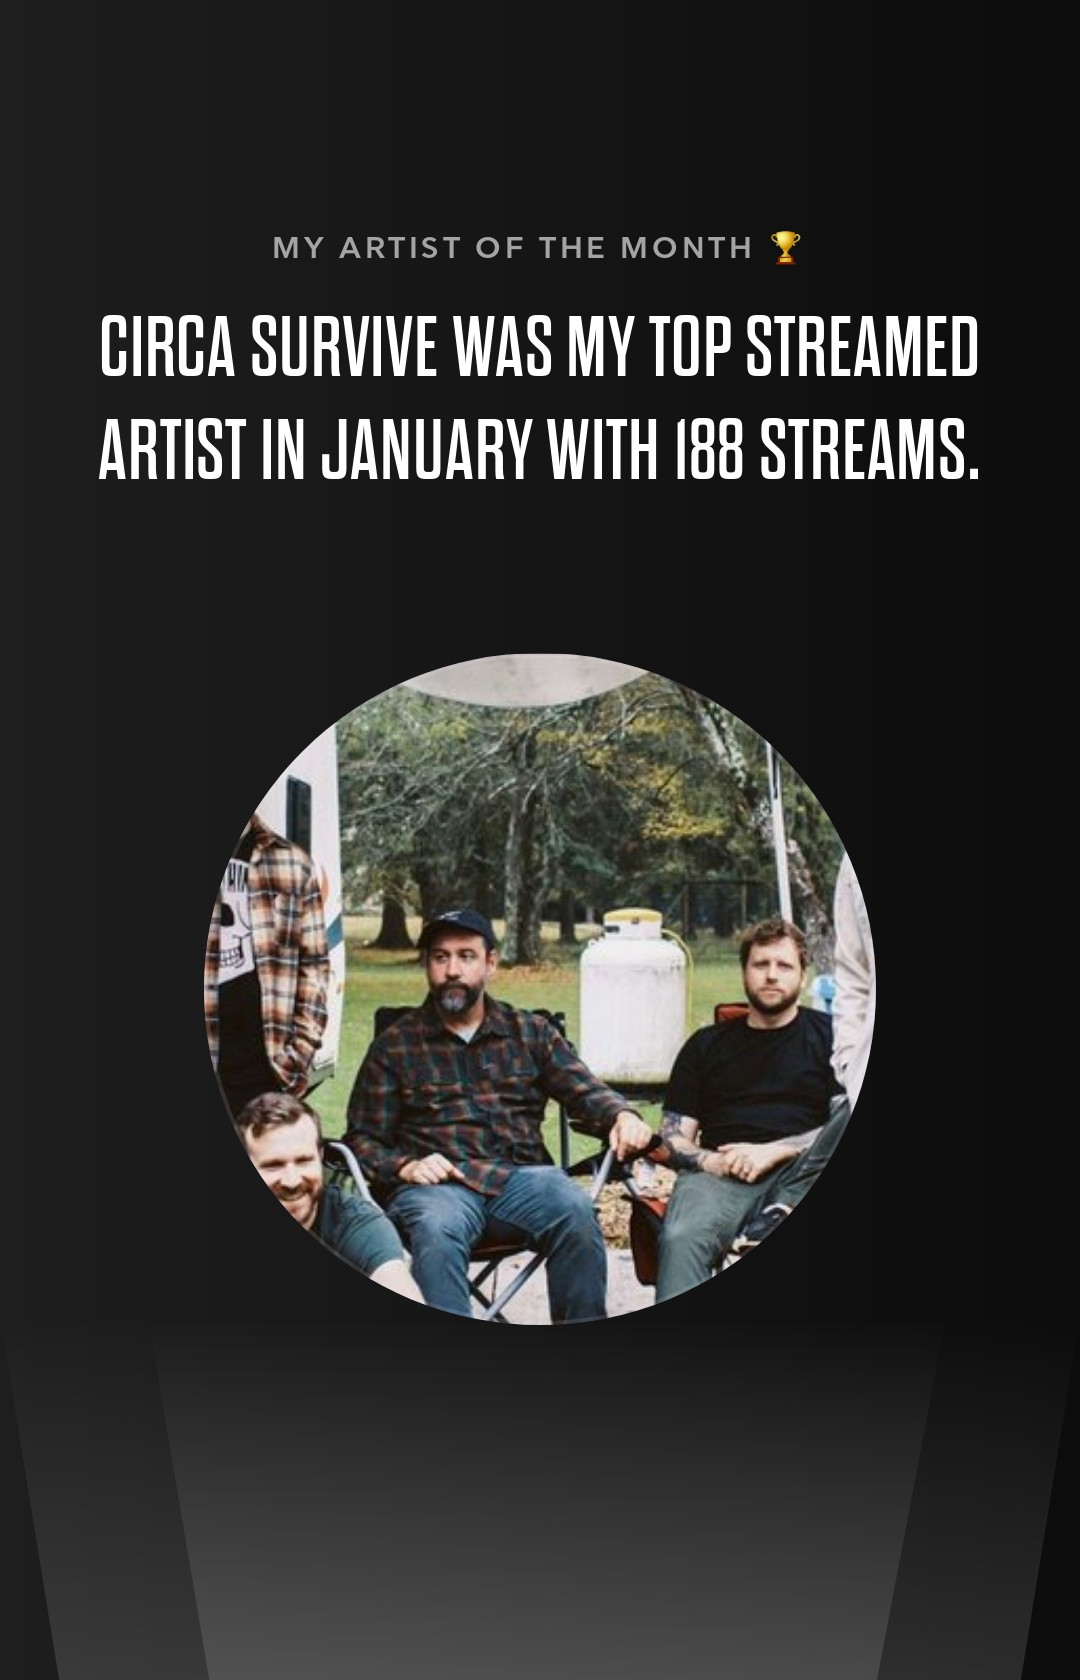 MY ARTIST OF THE MONTH 🏆
CIRCA SURVIVE WAS MY TOP STREAMED
ARTIST IN JANUARY WITH 188 STREAMS.